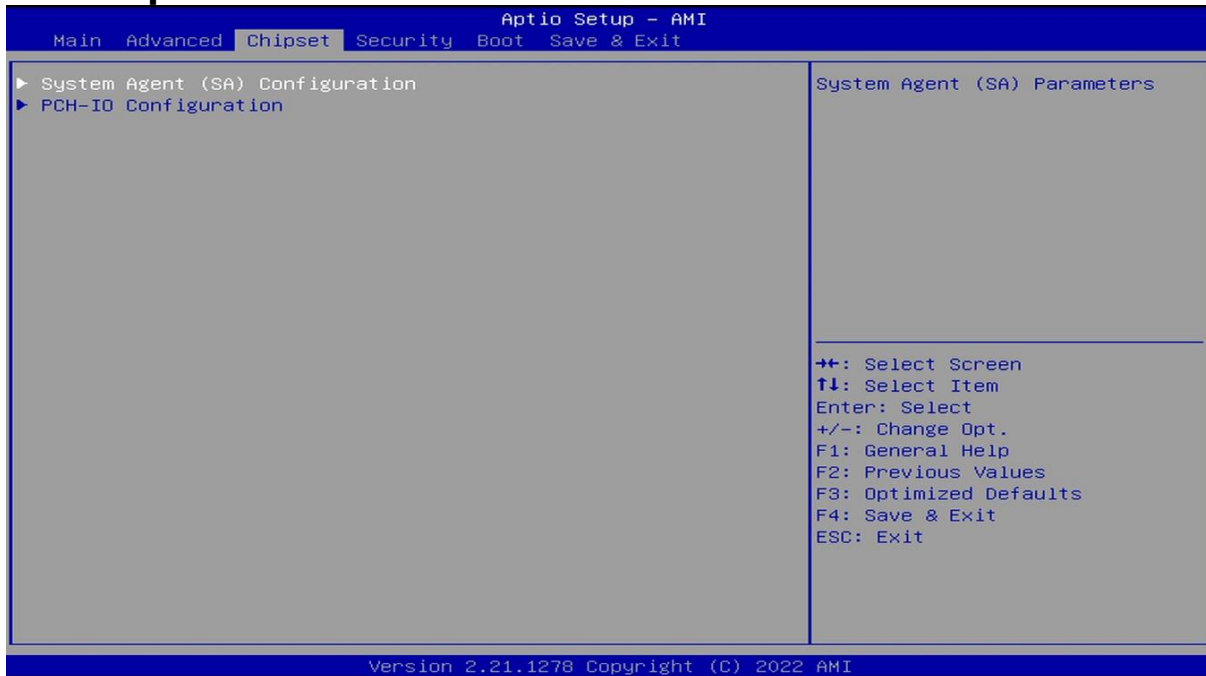 Aptio Setup – AMI
Main Advanced Chipset Security Boot Save & Exit
▶ System Agent (SA) Configuration
▶ PCH-IO Configuration
System Agent (SA) Parameters
→←: Select Screen
↑↓: Select Item
Enter: Select
+/-: Change Opt.
F1: General Help
F2: Previous Values
F3: Optimized Defaults
F4: Save & Exit
ESC: Exit
Version 2.21.1278 Copyright (C) 2022 AMI